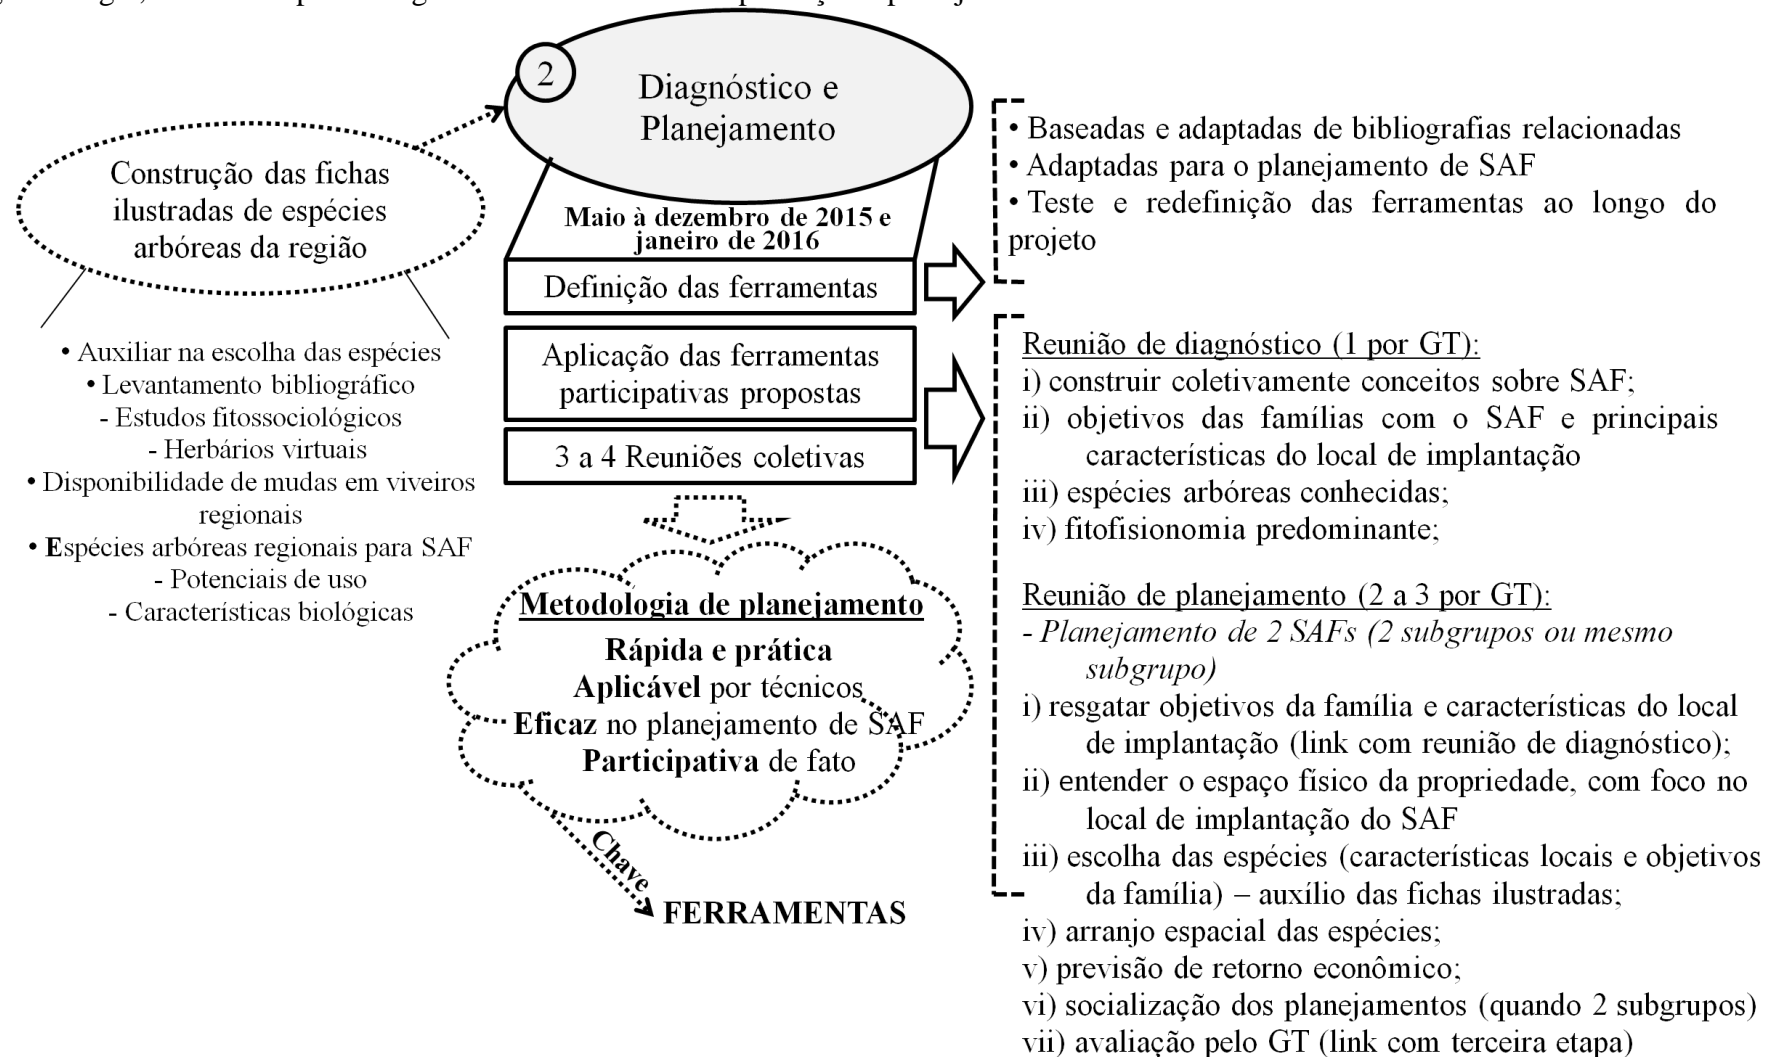 2
Diagnóstico e
Planejamento
Maio à dezembro de 2015 e
janeiro de 2016
Definição das ferramentas
Aplicação das ferramentas
participativas propostas
3 a 4 Reuniões coletivas
Construção das fichas
ilustradas de espécies
arbóreas da região
• Auxiliar na escolha das espécies
• Levantamento bibliográfico
- Estudos fitossociológicos
- Herbários virtuais
• Disponibilidade de mudas em viveiros
regionais
• Espécies arbóreas regionais para SAF
- Potenciais de uso
- Características biológicas
Metodologia de planejamento
Rápida e prática
Aplicável por técnicos
Eficaz no planejamento de SAF
Participativa de fato
Chave
FERRAMENTAS
• Baseadas e adaptadas de bibliografias relacionadas
• Adaptadas para o planejamento de SAF
• Teste e redefinição das ferramentas ao longo do
projeto
Reunião de diagnóstico (1 por GT):
i) construir coletivamente conceitos sobre SAF;
ii) objetivos das famílias com o SAF e principais
características do local de implantação
iii) espécies arbóreas conhecidas;
iv) fitofisionomia predominante;
Reunião de planejamento (2 a 3 por GT):
- Planejamento de 2 SAFs (2 subgrupos ou mesmo
subgrupo)
i) resgatar objetivos da família e características do local
de implantação (link com reunião de diagnóstico);
ii) entender o espaço físico da propriedade, com foco no
local de implantação do SAF
iii) escolha das espécies (características locais e objetivos
da família) – auxílio das fichas ilustradas;
iv) arranjo espacial das espécies;
v) previsão de retorno econômico;
vi) socialização dos planejamentos (quando 2 subgrupos)
vii) avaliação pelo GT (link com terceira etapa)